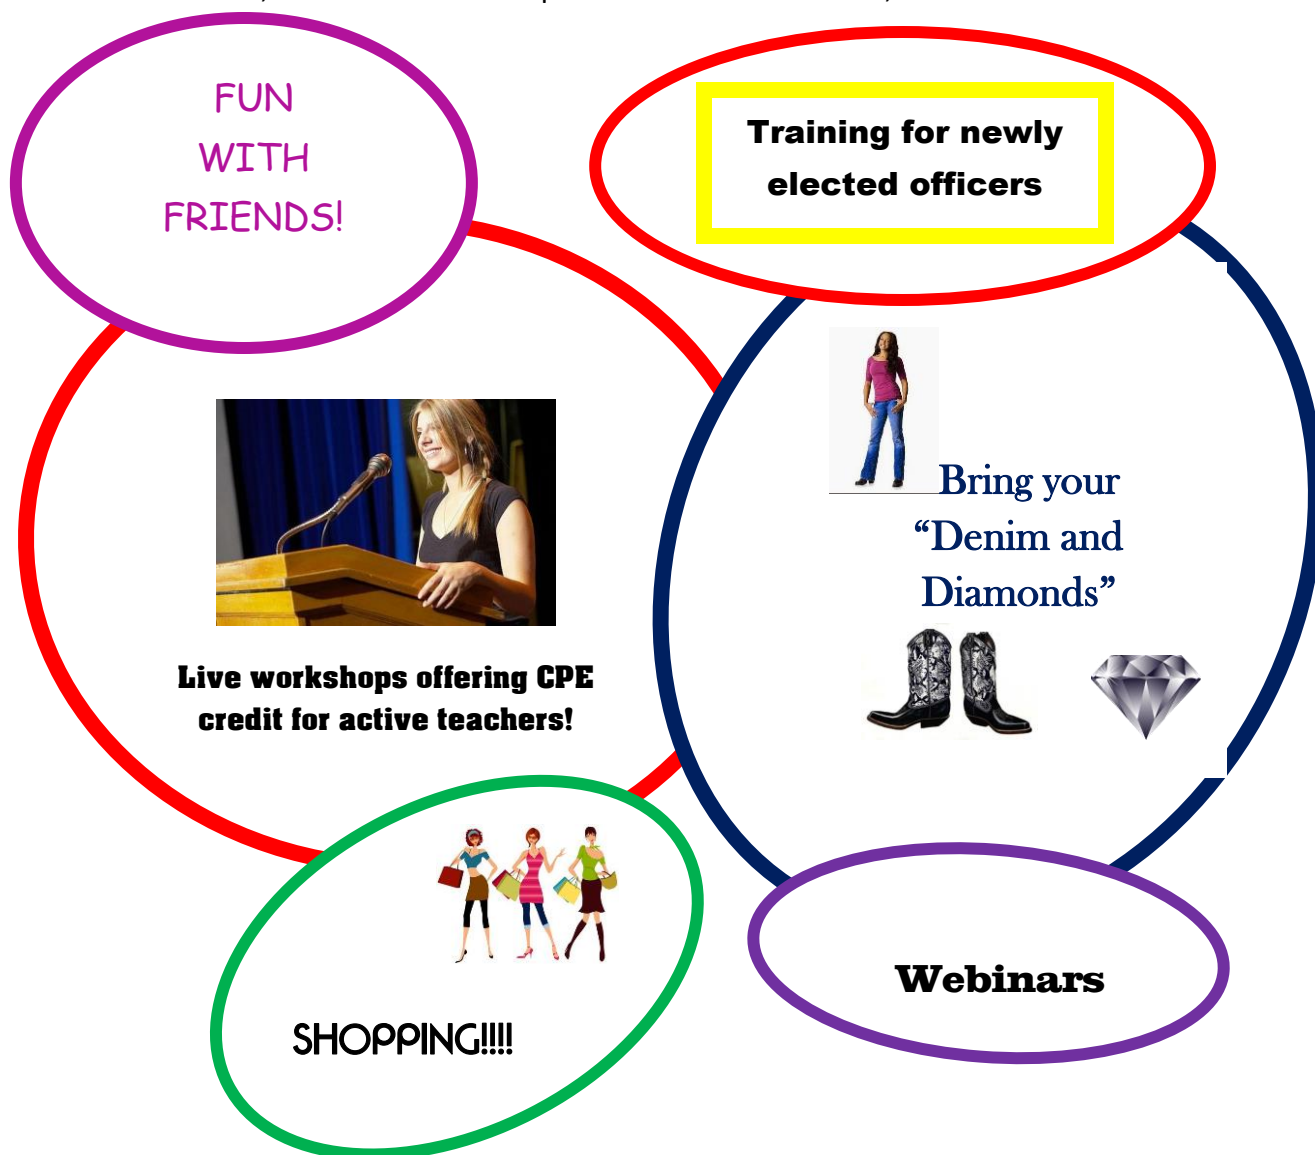 FUN
WITH
FRIENDS!
Training for newly
elected officers
Bring your
“Denim and
Diamonds”
Live workshops offering CPE
credit for active teachers!
SHOPPING!!!!
Webinars